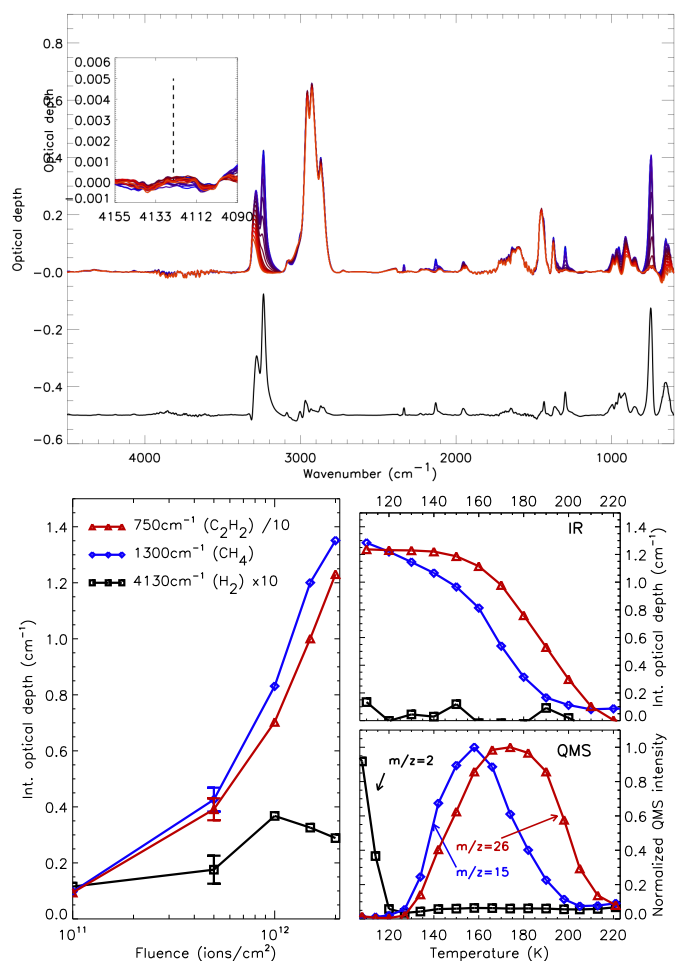 0.8
0.6
0.4
0.2
−0.0
−0.2
−0.4
−0.6
Optical depth
0.006
0.005
0.004
0.003
0.002
0.001
0.000
−0.001
Optical depth
4155 4133 4112 4090
4000 3000 2000 1000
Wavenumber (cm⁻¹)
1.4
1.2
1.0
0.8
0.6
0.4
0.2
0.0
Int. optical depth (cm⁻¹)
750cm⁻¹ (C₂H₂) /10
1300cm⁻¹ (CH₄)
4130cm⁻¹ (H₂) x10
10¹¹ 10¹²
Fluence (ions/cm²)
120 140 160 180 200 222
IR
1.4
1.2
1.0
0.8
0.6
0.4
0.2
0.0
Int. optical depth (cm⁻¹)
QMS
m/z=2
m/z=26
m/z=15
1.0
0.8
0.6
0.4
0.2
0.0
Normalized QMS intensity
120 140 160 180 200 222
Temperature (K)